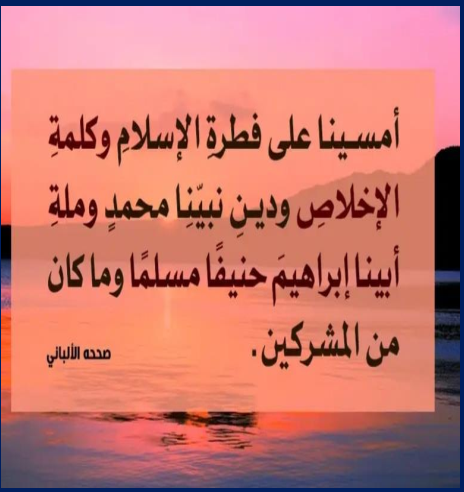 أمسينا على فطرةِ الإسلامِ وكلمةِ
الإخلاصِ ودينِ نبيّنِا محمدٍ وملةِ
أبينا إبراهيمَ حنيفًا مسلمًا وما كان
من المشركين.
صححه الألباني